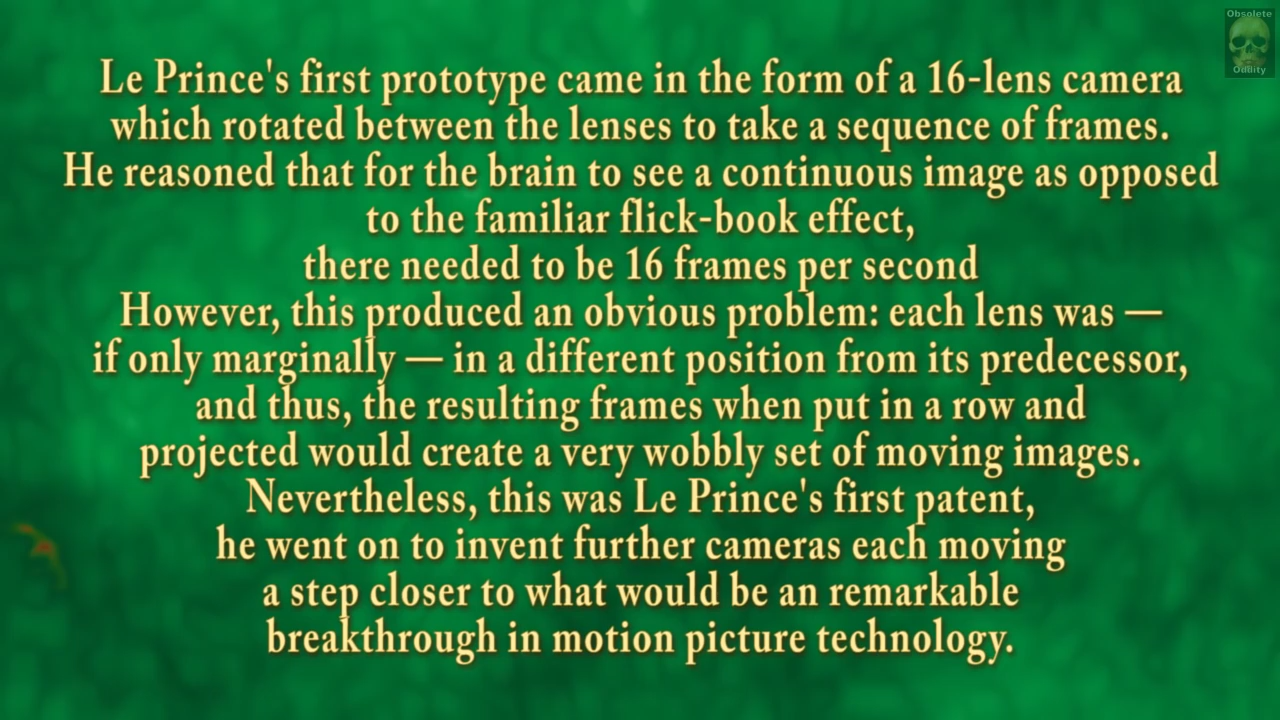 Obsolete
Oddity
Le Prince's first prototype came in the form of a 16-lens camera
which rotated between the lenses to take a sequence of frames.
He reasoned that for the brain to see a continuous image as opposed
to the familiar flick-book effect,
there needed to be 16 frames per second
However, this produced an obvious problem: each lens was —
if only marginally — in a different position from its predecessor,
and thus, the resulting frames when put in a row and
projected would create a very wobbly set of moving images.
Nevertheless, this was Le Prince's first patent,
he went on to invent further cameras each moving
a step closer to what would be an remarkable
breakthrough in motion picture technology.